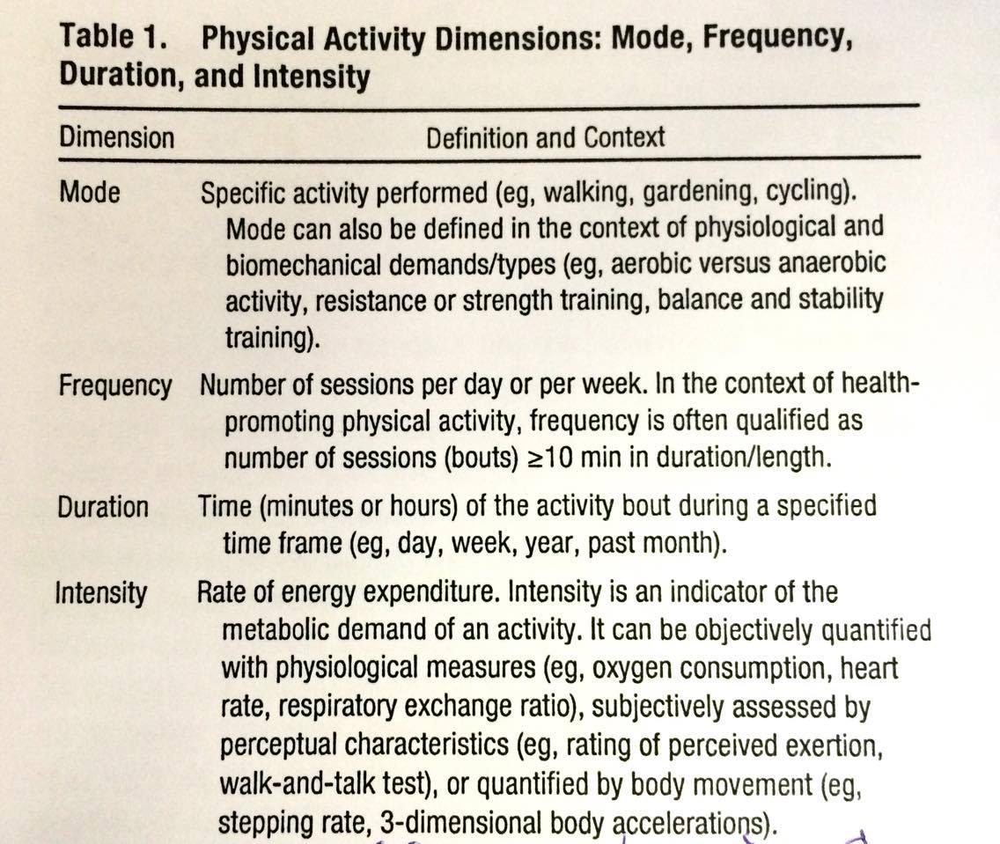 Table 1. Physical Activity Dimensions: Mode, Frequency,
Duration, and Intensity
Dimension Definition and Context
Mode Specific activity performed (eg, walking, gardening, cycling).
Mode can also be defined in the context of physiological and
biomechanical demands/types (eg, aerobic versus anaerobic
activity, resistance or strength training, balance and stability
training).
Frequency Number of sessions per day or per week. In the context of health-
promoting physical activity, frequency is often qualified as
number of sessions (bouts) ≥10 min in duration/length.
Duration Time (minutes or hours) of the activity bout during a specified
time frame (eg, day, week, year, past month).
Intensity Rate of energy expenditure. Intensity is an indicator of the
metabolic demand of an activity. It can be objectively quantified
with physiological measures (eg, oxygen consumption, heart
rate, respiratory exchange ratio), subjectively assessed by
perceptual characteristics (eg, rating of perceived exertion,
walk-and-talk test), or quantified by body movement (eg,
stepping rate, 3-dimensional body accelerations).